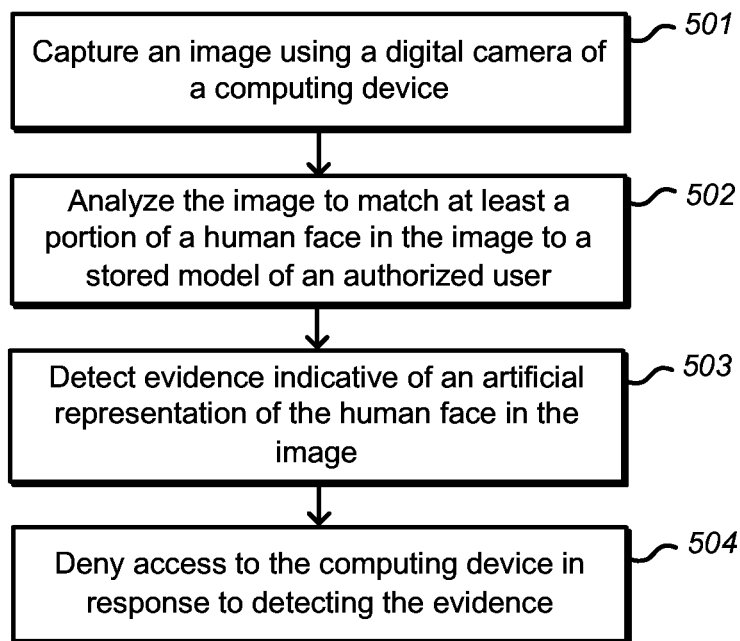 501
Capture an image using a digital camera of
a computing device
502
Analyze the image to match at least a
portion of a human face in the image to a
stored model of an authorized user
503
Detect evidence indicative of an artificial
representation of the human face in the
image
504
Deny access to the computing device in
response to detecting the evidence